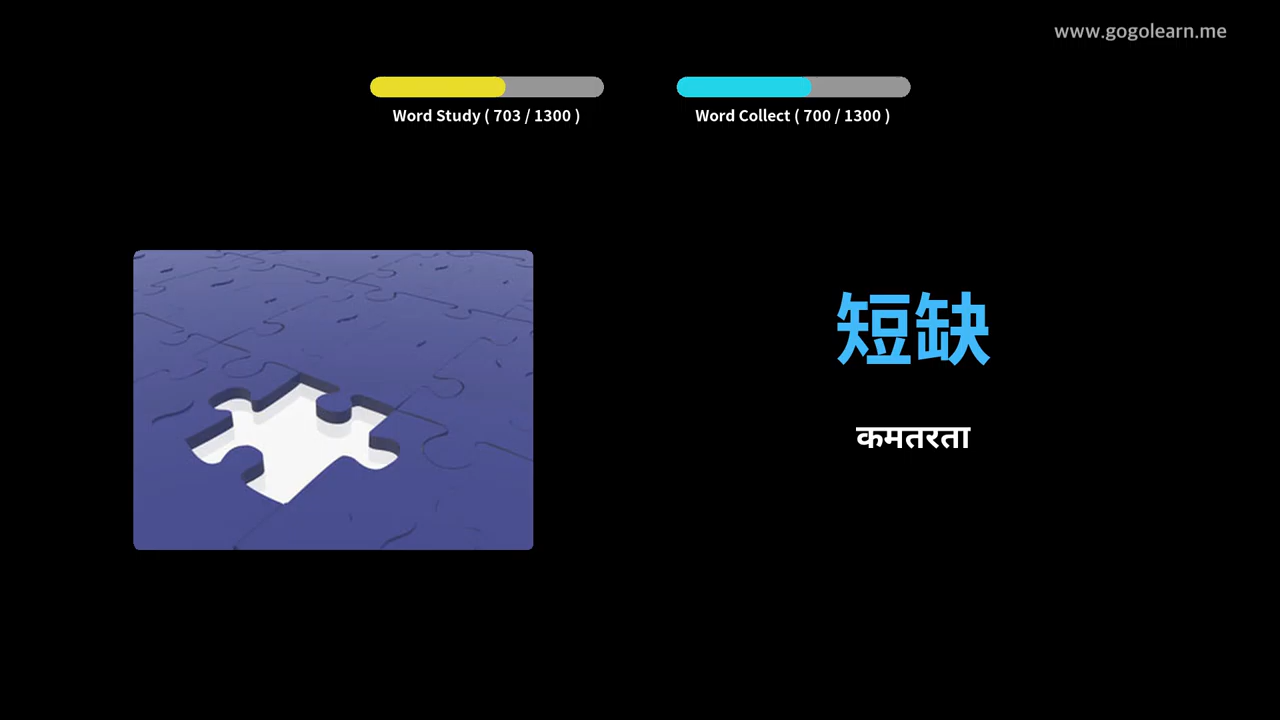 www.gogolearn.me
Word Study ( 703 / 1300 )
Word Collect ( 700 / 1300 )
短缺
कमतरता